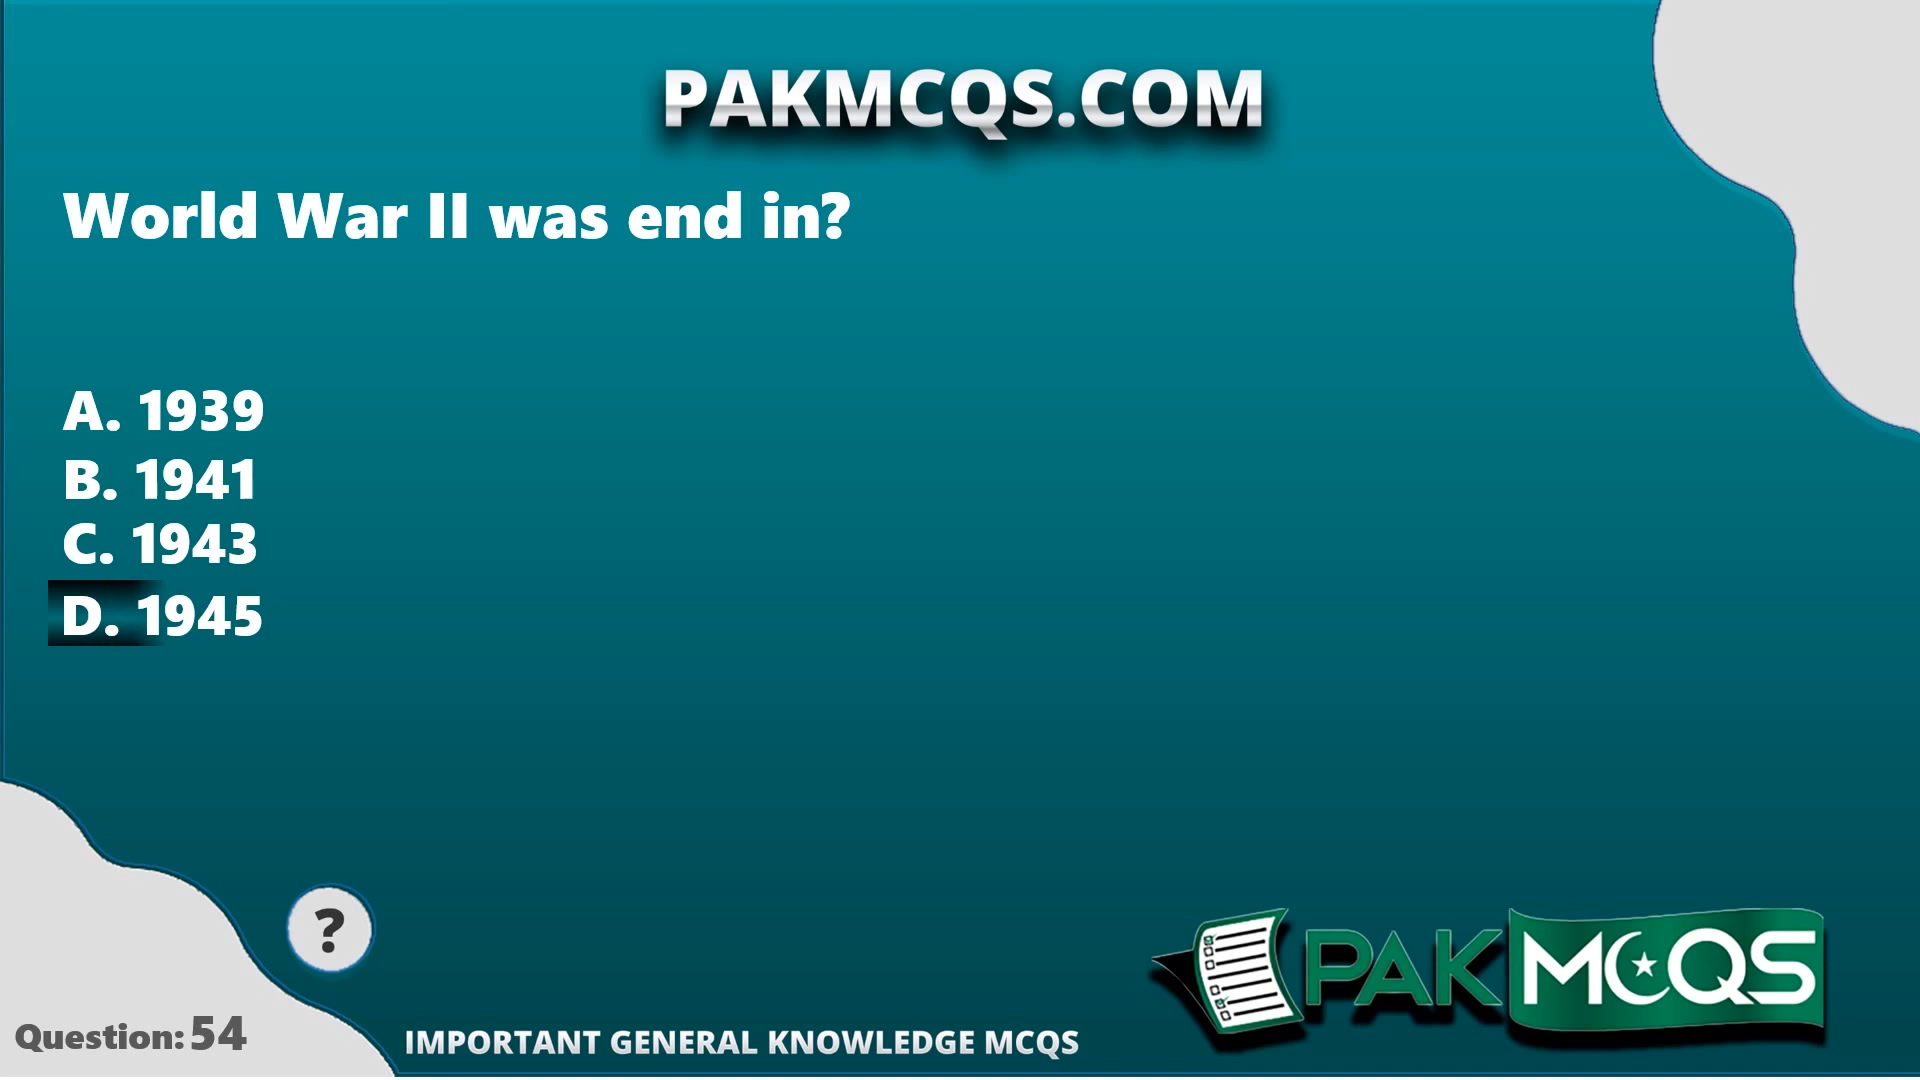 PAKMCQS.COM
World War II was end in?
A. 1939
B. 1941
C. 1943
D. 1945
?
PAKMCQS
Question: 54
IMPORTANT GENERAL KNOWLEDGE MCQS